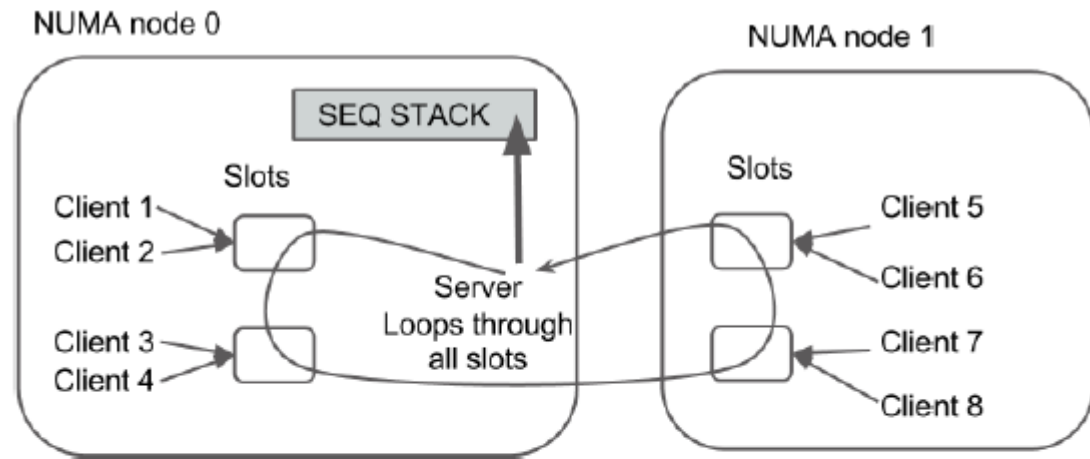 NUMA node 0
NUMA node 1
SEQ STACK
Slots
Slots
Client 1
Client 2
Client 5
Client 6
Server
Loops through
all slots
Client 3
Client 4
Client 7
Client 8